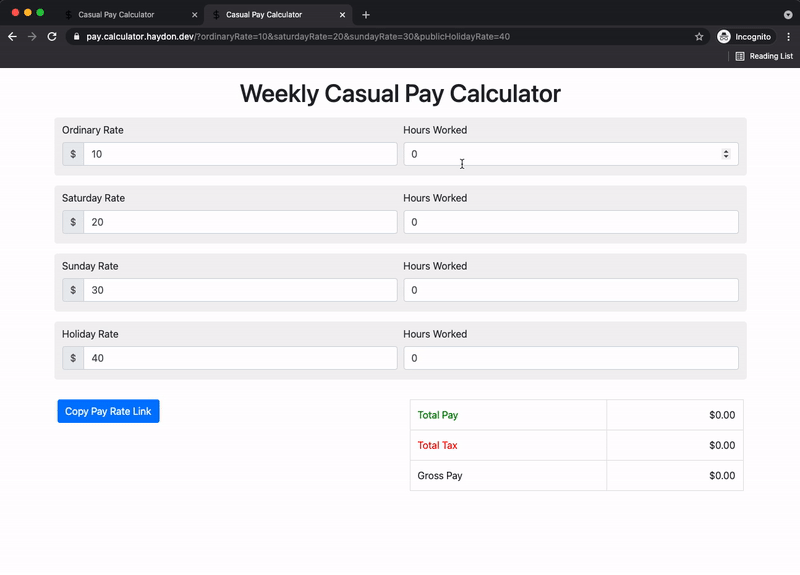 Casual Pay Calculator
Casual Pay Calculator
pay.calculator.haydon.dev/?ordinaryRate=10&saturdayRate=20&sundayRate=30&publicHolidayRate=40
Incognito
Reading List
Weekly Casual Pay Calculator
Ordinary Rate
Hours Worked
$ 10
0
Saturday Rate
Hours Worked
$ 20
0
Sunday Rate
Hours Worked
$ 30
0
Holiday Rate
Hours Worked
$ 40
0
Copy Pay Rate Link
Total Pay $0.00
Total Tax $0.00
Gross Pay $0.00